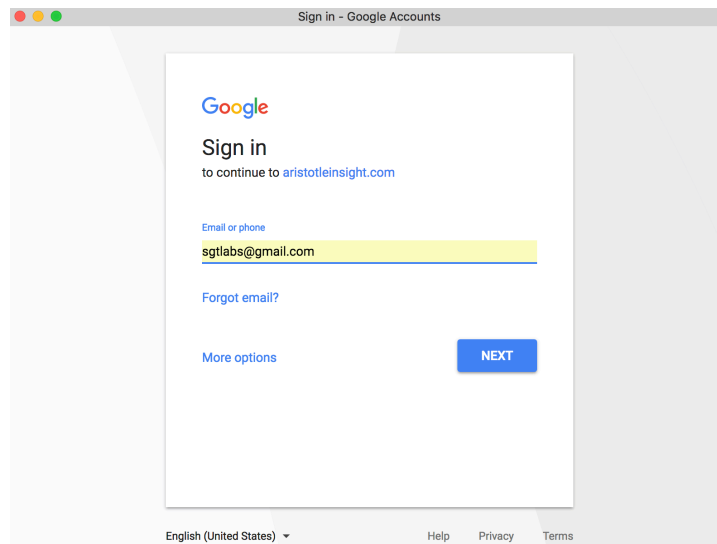 Sign in - Google Accounts
Google
Sign in
to continue to aristotleinsight.com
Email or phone
sgtlabs@gmail.com
Forgot email?
More options
NEXT
English (United States)
Help Privacy Terms